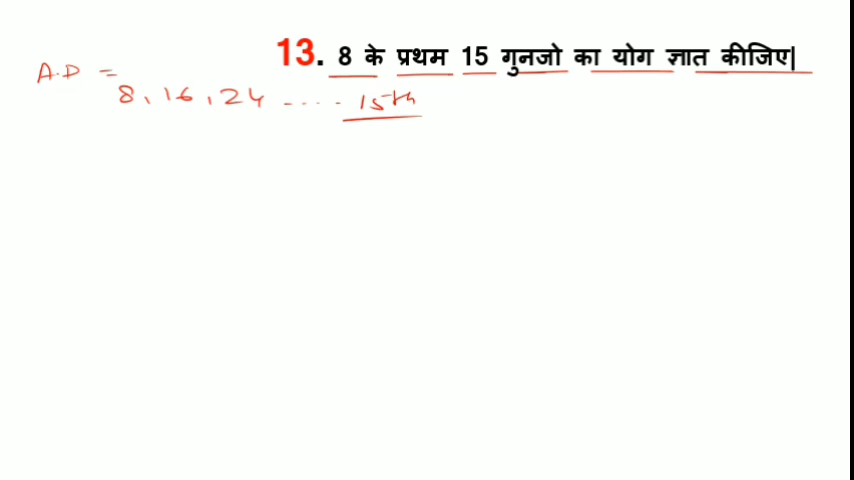 13. 8 के प्रथम 15 गुनजो का योग ज्ञात कीजिए|
A.D =
8, 16, 24 ..... 15th